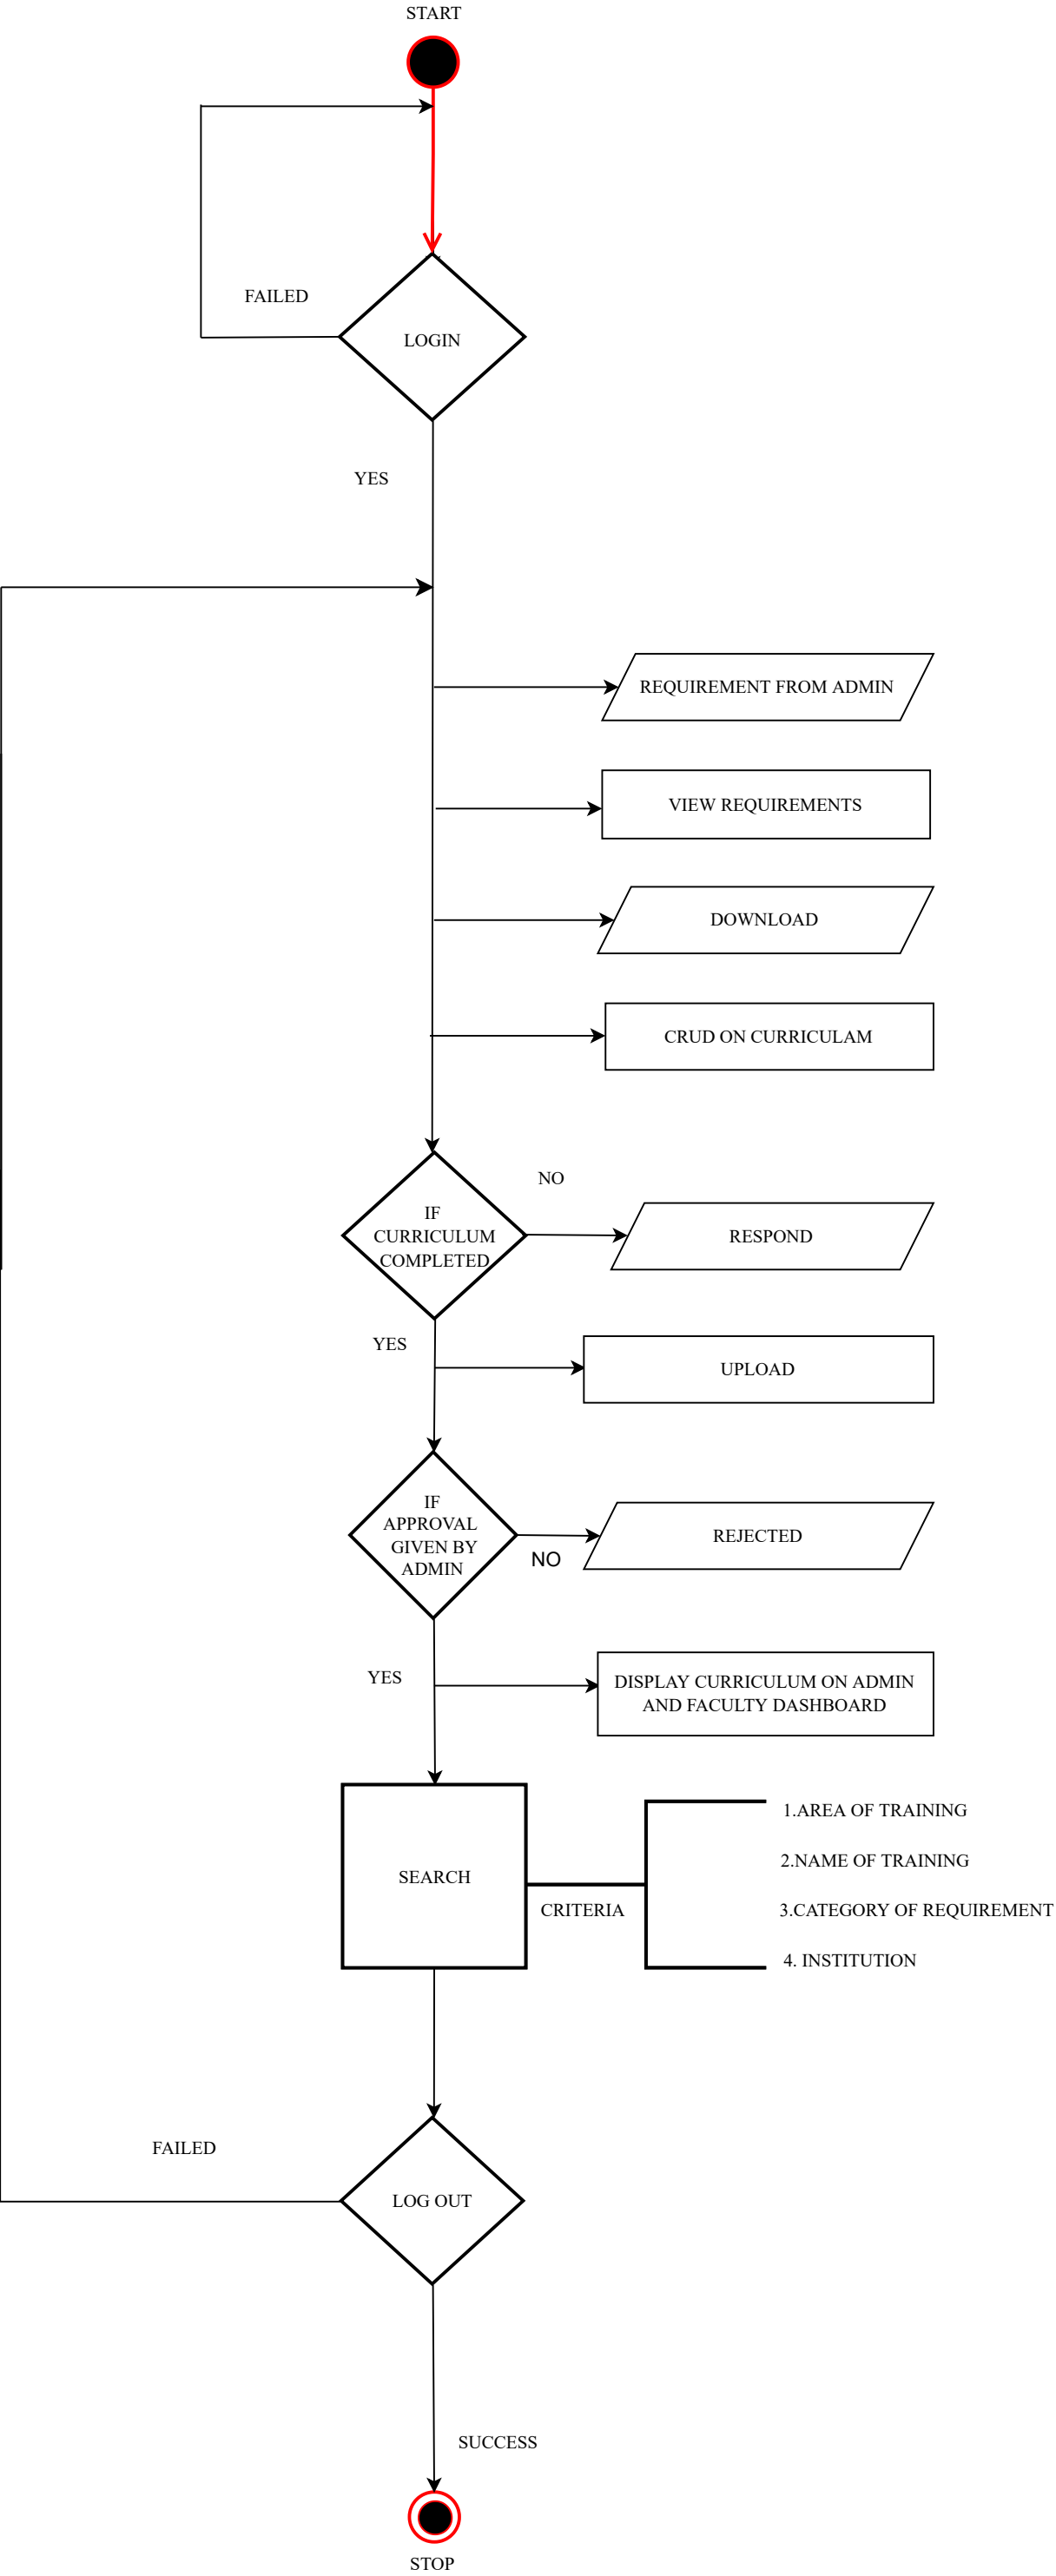 START
FAILED
LOGIN
YES
REQUIREMENT FROM ADMIN
VIEW REQUIREMENTS
DOWNLOAD
CRUD ON CURRICULAM
NO
IF
CURRICULUM
COMPLETED
RESPOND
YES
UPLOAD
IF
APPROVAL
GIVEN BY
ADMIN
NO
REJECTED
YES
DISPLAY CURRICULUM ON ADMIN
AND FACULTY DASHBOARD
SEARCH
CRITERIA
1.AREA OF TRAINING
2.NAME OF TRAINING
3.CATEGORY OF REQUIREMENT
4. INSTITUTION
FAILED
LOG OUT
SUCCESS
STOP